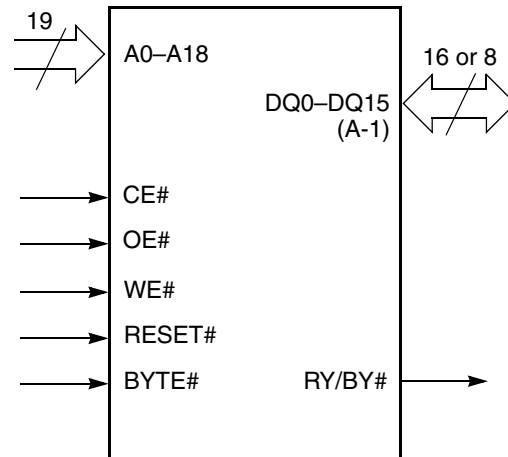 19
A0–A18
16 or 8
DQ0–DQ15
(A-1)
CE#
OE#
WE#
RESET#
BYTE#
RY/BY#